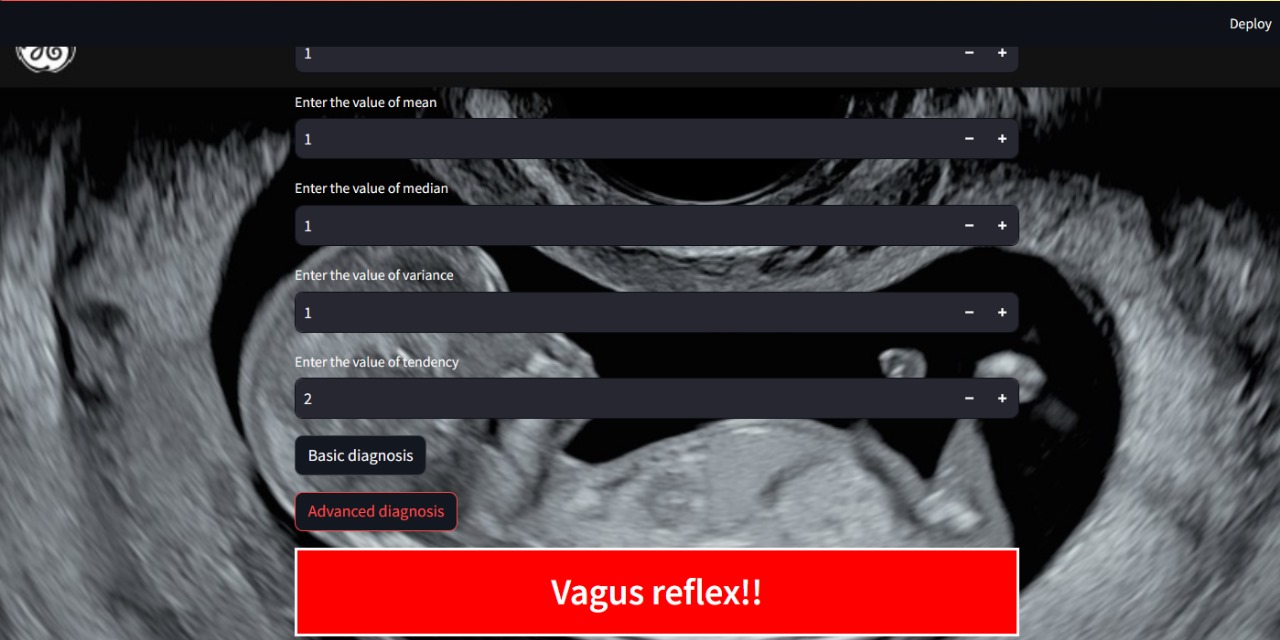 Deploy
1
Enter the value of mean
1
Enter the value of median
1
Enter the value of variance
1
Enter the value of tendency
2
Basic diagnosis
Advanced diagnosis
Vagus reflex!!